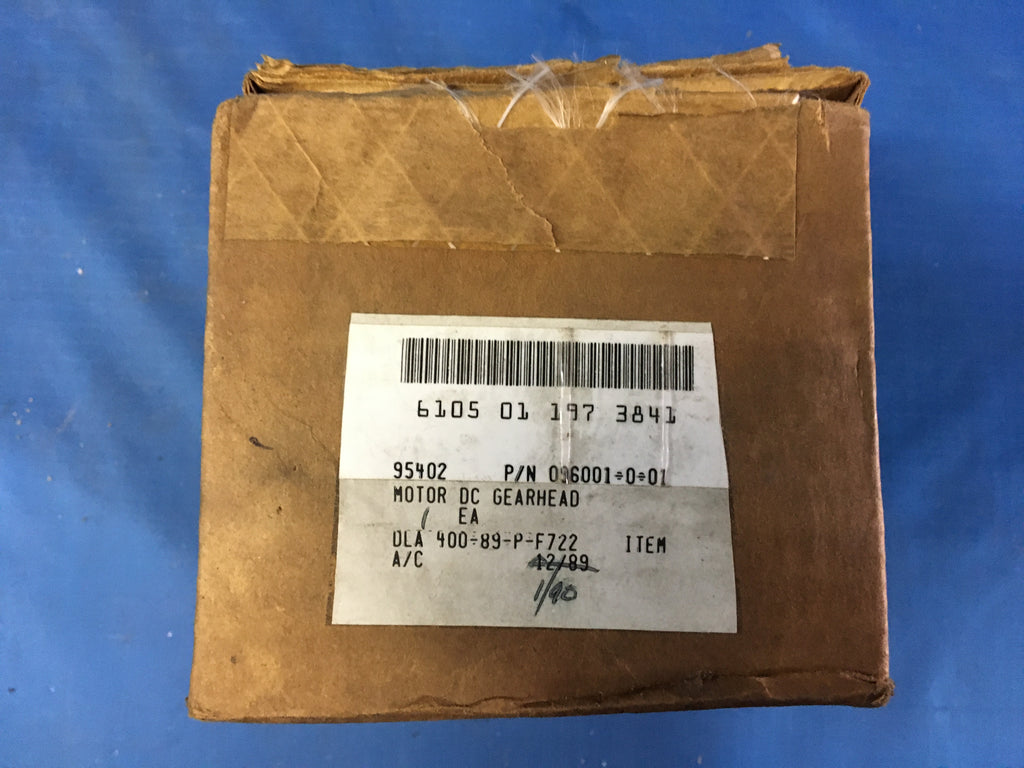 6105 01 197 3841
95402 P/N 096001-0-01
MOTOR DC GEARHEAD
1 EA
DLA 400-89-P-F722 ITEM
A/C 12/89
1/90